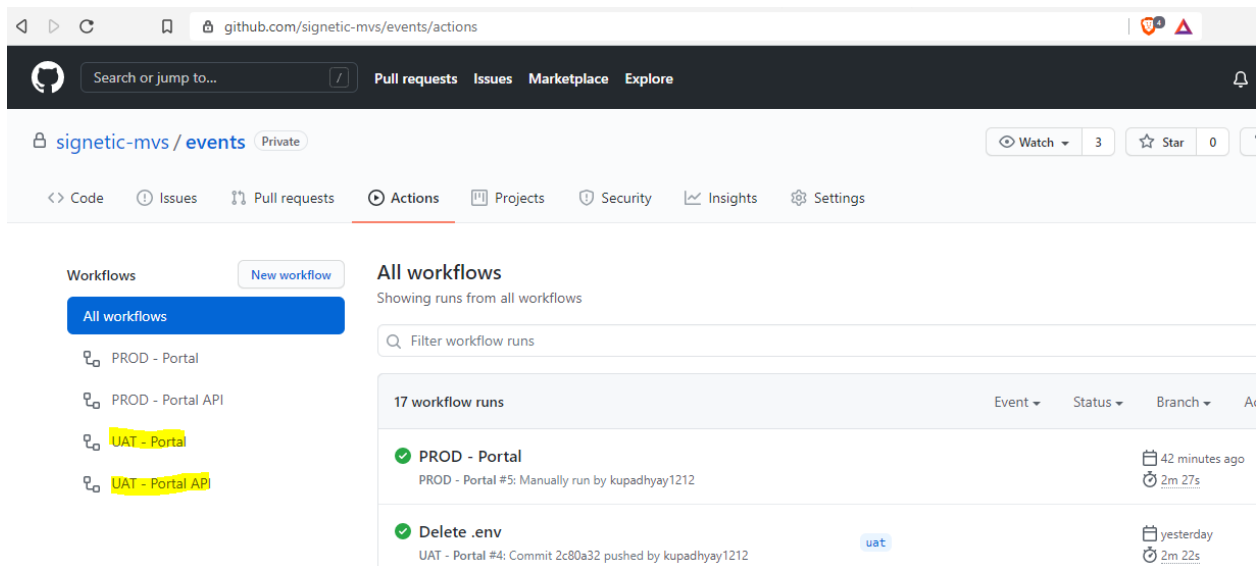 github.com/signetic-mvs/events/actions
4
Search or jump to...
/
Pull requests Issues Marketplace Explore
signetic-mvs / events Private
Watch 3 Star 0
Code Issues Pull requests Actions Projects Security Insights Settings
Workflows
New workflow
All workflows
PROD - Portal
PROD - Portal API
UAT - Portal
UAT - Portal API
All workflows
Showing runs from all workflows
Filter workflow runs
17 workflow runs Event Status Branch
PROD - Portal
PROD - Portal #5: Manually run by kupadhyay1212
42 minutes ago
2m 27s
Delete .env
UAT - Portal #4: Commit 2c80a32 pushed by kupadhyay1212
uat
yesterday
2m 22s